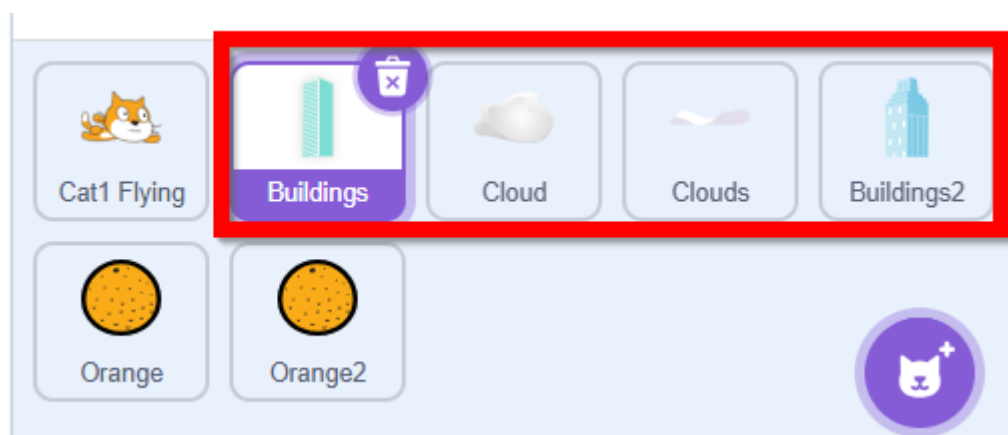 Cat1 Flying
Buildings
Cloud
Clouds
Buildings2
Orange
Orange2